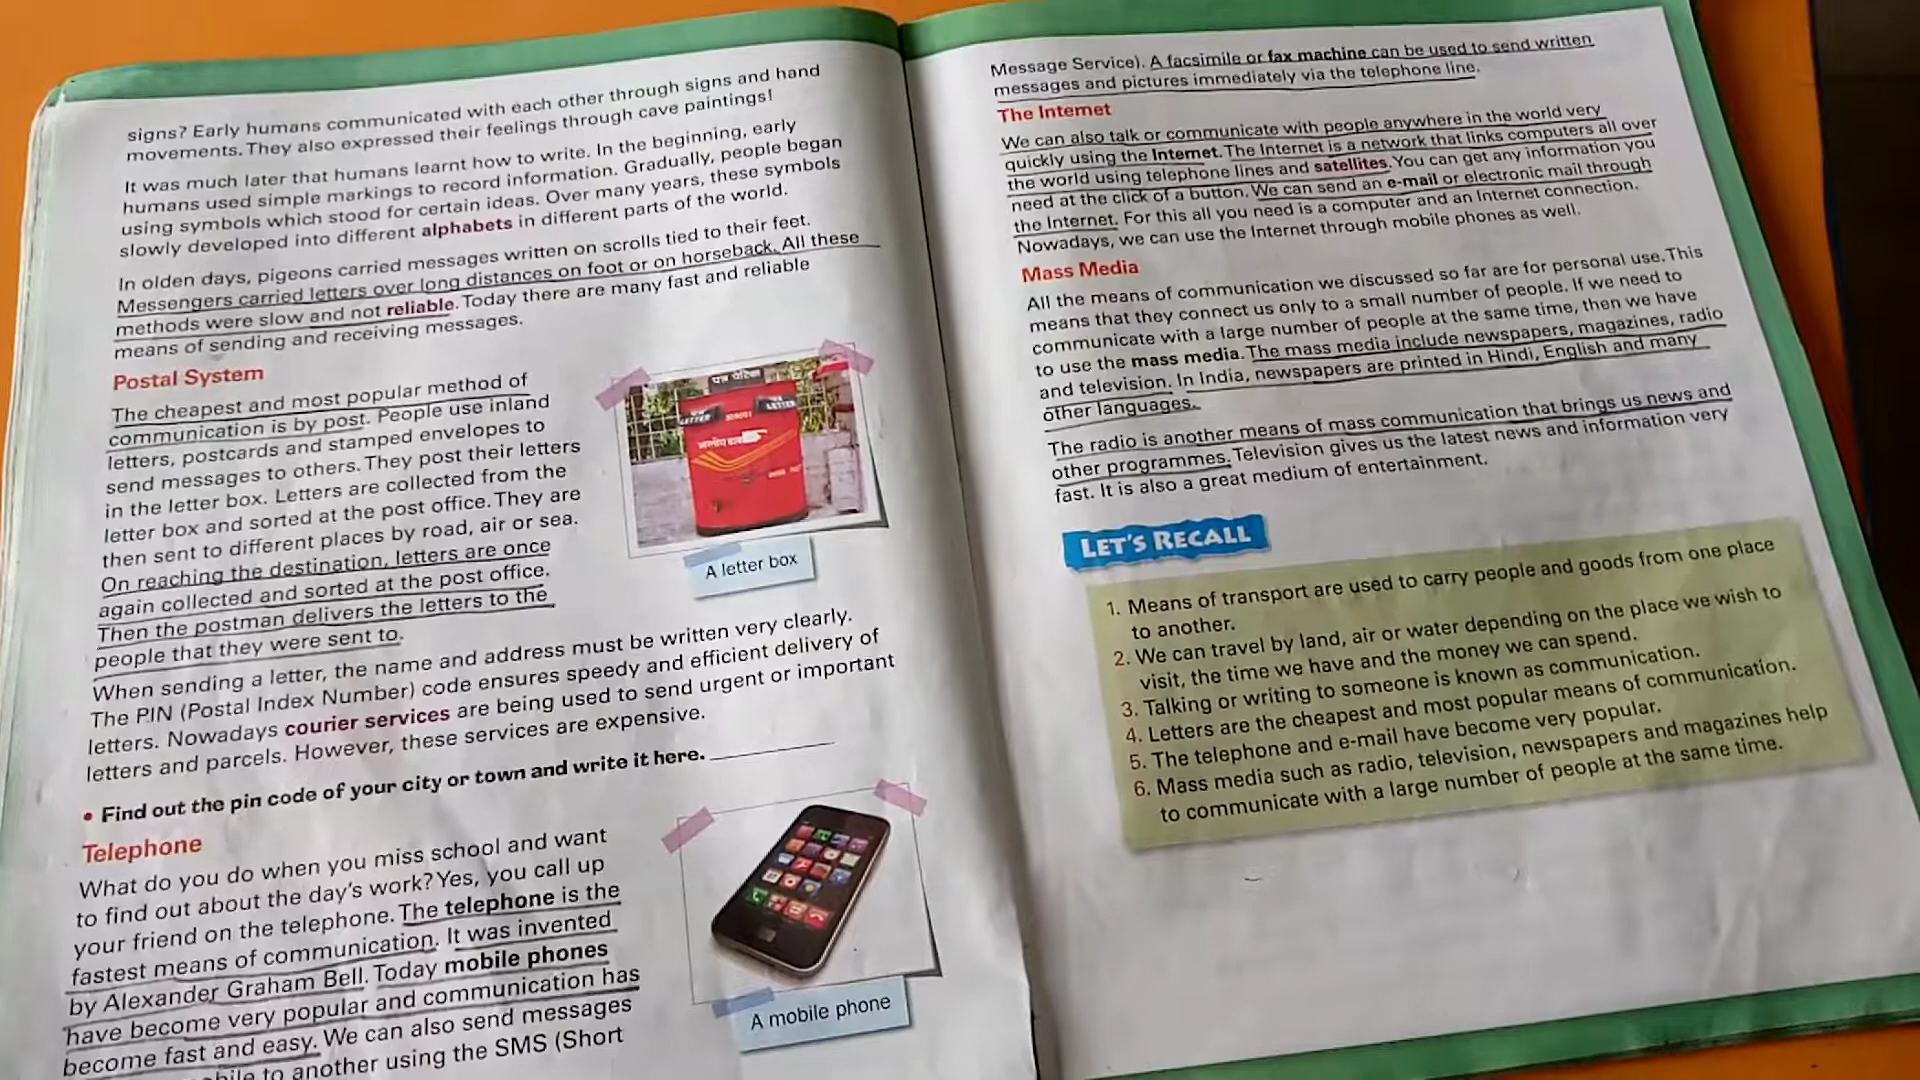 signs? Early humans communicated with each other through signs and hand
movements. They also expressed their feelings through cave paintings!
It was much later that humans learnt how to write. In the beginning, early
humans used simple markings to record information. Gradually, people began
using symbols which stood for certain ideas. Over many years, these symbols
slowly developed into different alphabets in different parts of the world.
In olden days, pigeons carried messages written on scrolls tied to their feet.
Messengers carried letters over long distances on foot or on horseback. All these
methods were slow and not reliable. Today there are many fast and reliable
means of sending and receiving messages.
Postal System
The cheapest and most popular method of
communication is by post. People use inland
letters, postcards and stamped envelopes to
send messages to others. They post their letters
in the letter box. Letters are collected from the
letter box and sorted at the post office. They are
then sent to different places by road, air or sea.
On reaching the destination, letters are once
again collected and sorted at the post office.
Then the postman delivers the letters to the
people that they were sent to.
पत्र पेटिका
LETTER
LETTER
A letter box
When sending a letter, the name and address must be written very clearly.
The PIN (Postal Index Number) code ensures speedy and efficient delivery of
letters. Nowadays courier services are being used to send urgent or important
letters and parcels. However, these services are expensive.
• Find out the pin code of your city or town and write it here.
Telephone
What do you do when you miss school and want
to find out about the day's work? Yes, you call up
your friend on the telephone. The telephone is the
fastest means of communication. It was invented
by Alexander Graham Bell. Today mobile phones
have become very popular and communication has
become fast and easy. We can also send messages
to another using the SMS (Short
A mobile phone
Message Service). A facsimile or fax machine can be used to send written
messages and pictures immediately via the telephone line.
The Internet
We can also talk or communicate with people anywhere in the world very
quickly using the Internet. The Internet is a network that links computers all over
the world using telephone lines and satellites. You can get any information you
need at the click of a button. We can send an e-mail or electronic mail through
the Internet. For this all you need is a computer and an Internet connection.
Nowadays, we can use the Internet through mobile phones as well.
Mass Media
All the means of communication we discussed so far are for personal use. This
means that they connect us only to a small number of people. If we need to
communicate with a large number of people at the same time, then we have
to use the mass media. The mass media include newspapers, magazines, radio
and television. In India, newspapers are printed in Hindi, English and many
other languages.
The radio is another means of mass communication that brings us news and
other programmes. Television gives us the latest news and information very
fast. It is also a great medium of entertainment.
LET'S RECALL
1. Means of transport are used to carry people and goods from one place
to another.
2. We can travel by land, air or water depending on the place we wish to
visit, the time we have and the money we can spend.
3. Talking or writing to someone is known as communication.
4. Letters are the cheapest and most popular means of communication.
5. The telephone and e-mail have become very popular.
6. Mass media such as radio, television, newspapers and magazines help
to communicate with a large number of people at the same time.